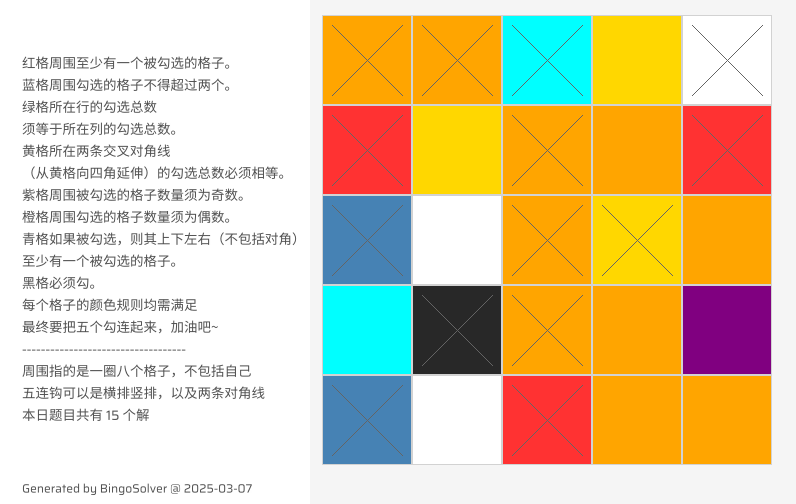 红格周围至少有一个被勾选的格子。
蓝格周围勾选的格子不得超过两个。
绿格所在行的勾选总数
须等于所在列的勾选总数。
黄格所在两条交叉对角线
（从黄格向四角延伸）的勾选总数必须相等。
紫格周围被勾选的格子数量须为奇数。
橙格周围勾选的格子数量须为偶数。
青格如果被勾选，则其上下左右（不包括对角）
至少有一个被勾选的格子。
黑格必须勾。
每个格子的颜色规则均需满足
最终要把五个勾连起来，加油吧~
-----------------------------------
周围指的是一圈八个格子，不包括自己
五连钩可以是横排竖排，以及两条对角线
本日题目共有 15 个解
Generated by BingoSolver @ 2025-03-07